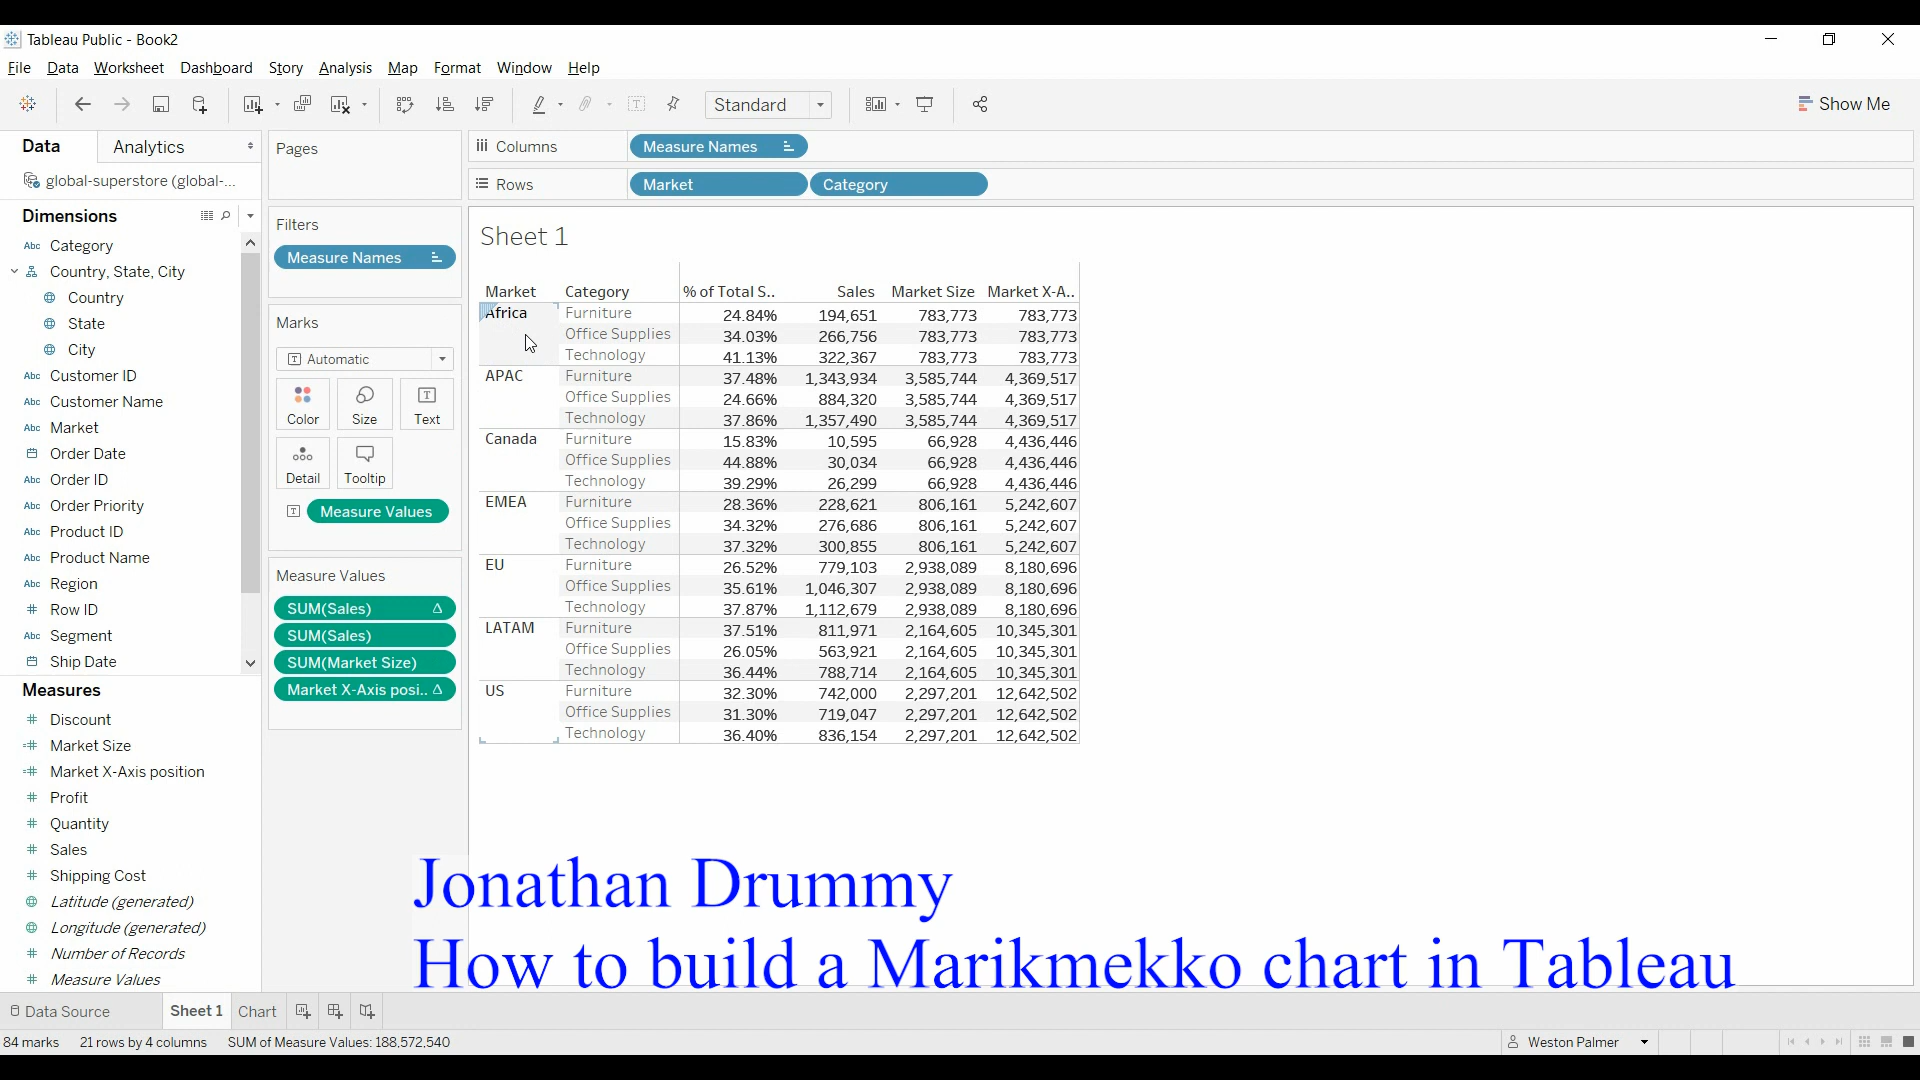 Tableau Public - Book2
File Data Worksheet Dashboard Story Analysis Map Format Window Help
Standard
Show Me
Data Analytics
global-superstore (global-...
Dimensions
Abc Category
Country, State, City
Country
State
City
Abc Customer ID
Abc Customer Name
Abc Market
Order Date
Abc Order ID
Abc Order Priority
Abc Product ID
Abc Product Name
Abc Region
# Row ID
Abc Segment
Ship Date
Measures
# Discount
=# Market Size
=# Market X-Axis position
# Profit
# Quantity
# Sales
# Shipping Cost
Latitude (generated)
Longitude (generated)
# Number of Records
# Measure Values
Pages
Filters
Measure Names
Marks
Automatic
Color Size Text
Detail Tooltip
Measure Values
Measure Values
SUM(Sales) Δ
SUM(Sales)
SUM(Market Size)
Market X-Axis posi.. Δ
Columns Measure Names
Rows Market Category
Sheet 1
Market Category % of Total S.. Sales Market Size Market X-A..
Africa Furniture 24.84% 194,651 783,773 783,773
Office Supplies 34.03% 266,756 783,773 783,773
Technology 41.13% 322,367 783,773 783,773
APAC Furniture 37.48% 1,343,934 3,585,744 4,369,517
Office Supplies 24.66% 884,320 3,585,744 4,369,517
Technology 37.86% 1,357,490 3,585,744 4,369,517
Canada Furniture 15.83% 10,595 66,928 4,436,446
Office Supplies 44.88% 30,034 66,928 4,436,446
Technology 39.29% 26,299 66,928 4,436,446
EMEA Furniture 28.36% 228,621 806,161 5,242,607
Office Supplies 34.32% 276,686 806,161 5,242,607
Technology 37.32% 300,855 806,161 5,242,607
EU Furniture 26.52% 779,103 2,938,089 8,180,696
Office Supplies 35.61% 1,046,307 2,938,089 8,180,696
Technology 37.87% 1,112,679 2,938,089 8,180,696
LATAM Furniture 37.51% 811,971 2,164,605 10,345,301
Office Supplies 26.05% 563,921 2,164,605 10,345,301
Technology 36.44% 788,714 2,164,605 10,345,301
US Furniture 32.30% 742,000 2,297,201 12,642,502
Office Supplies 31.30% 719,047 2,297,201 12,642,502
Technology 36.40% 836,154 2,297,201 12,642,502
Jonathan Drummy
How to build a Marikmekko chart in Tableau
Data Source Sheet 1 Chart
84 marks 21 rows by 4 columns SUM of Measure Values: 188,572,540 Weston Palmer